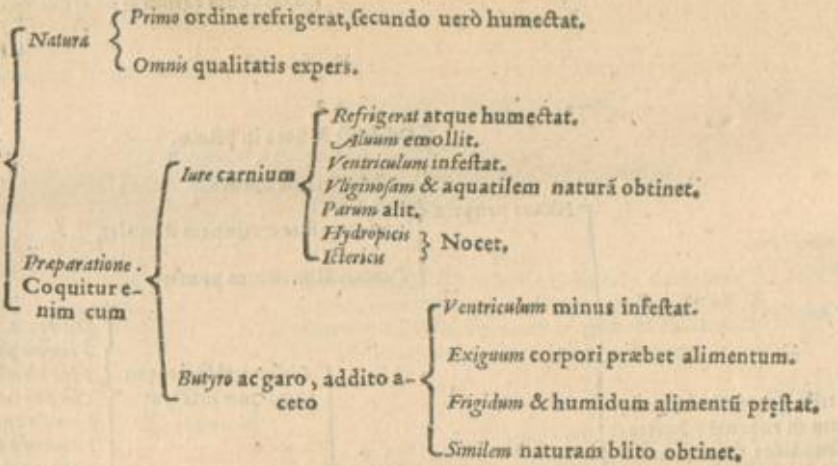 Natura
Primo ordine refrigerat, ſecundo uerò humectat.
Omnis qualitatis expers.
Præparatione.
Coquitur e-
nim cum
Iure carnium
Refrigerat atque humectat.
Aluum emollit.
Ventriculum infeſtat.
Vliginoſam & aquatilem naturã obtinet.
Parum alit.
Hydropicis
Ictericis
Nocet.
Butyro ac garo, addito a-
ceto
Ventriculum minus infeſtat.
Exiguum corpori præbet alimentum.
Frigidum & humidum alimentũ pręſtat.
Similem naturam blito obtinet.